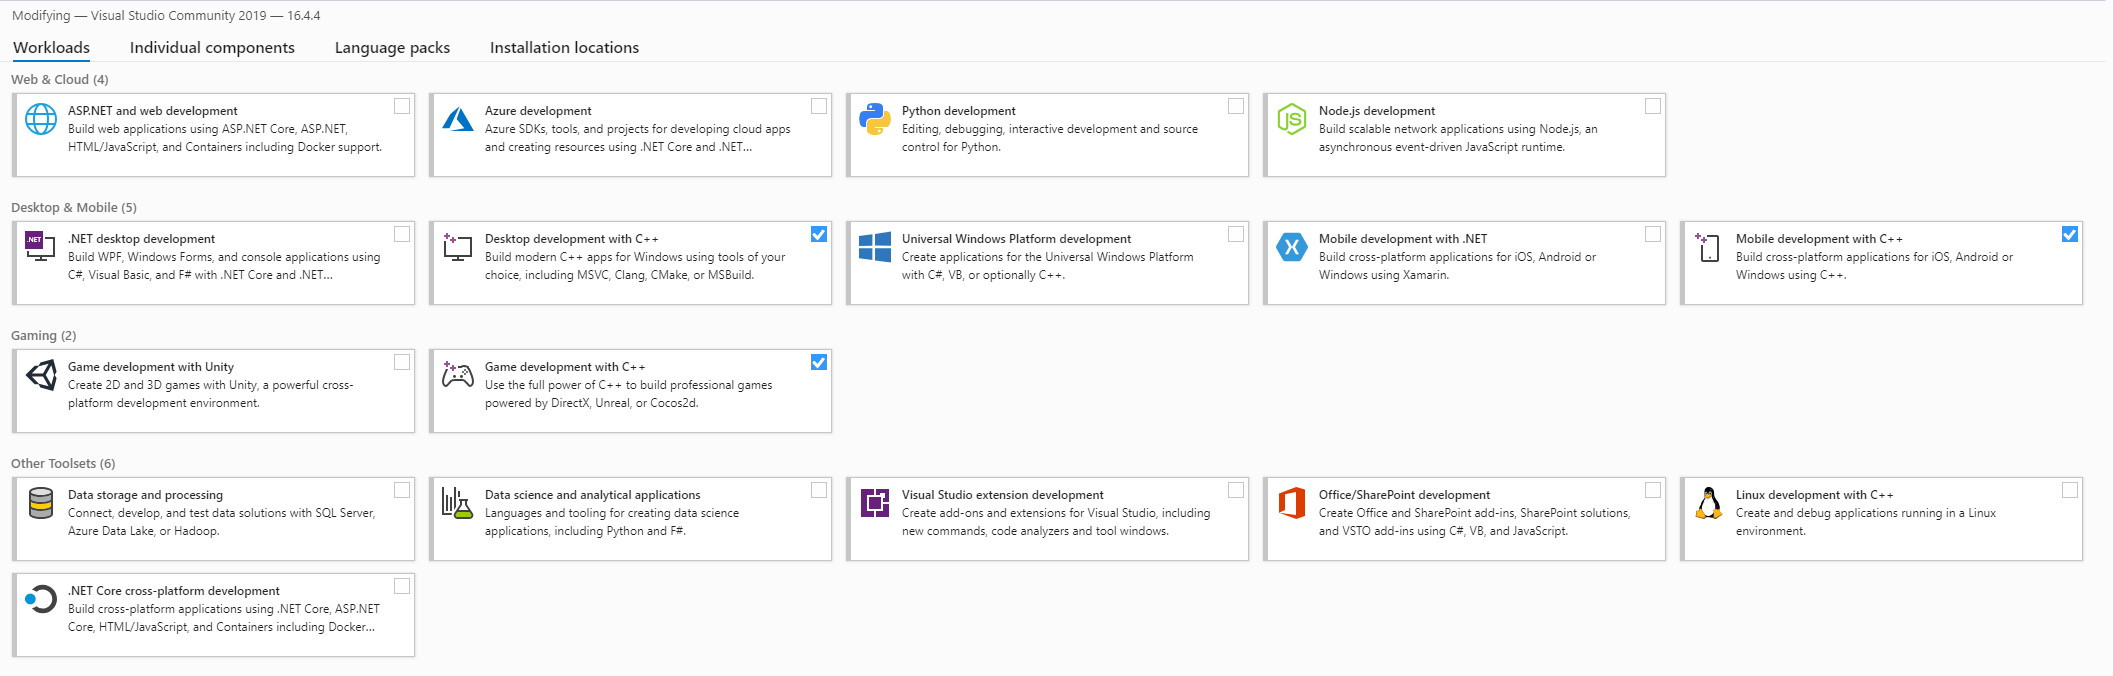 Modifying — Visual Studio Community 2019 — 16.4.4
Workloads Individual components Language packs Installation locations
Web & Cloud (4)
ASP.NET and web development
Build web applications using ASP.NET Core, ASP.NET,
HTML/JavaScript, and Containers including Docker support.
Azure development
Azure SDKs, tools, and projects for developing cloud apps
and creating resources using .NET Core and .NET...
Python development
Editing, debugging, interactive development and source
control for Python.
JS
Node.js development
Build scalable network applications using Node.js, an
asynchronous event-driven JavaScript runtime.
Desktop & Mobile (5)
.NET
.NET desktop development
Build WPF, Windows Forms, and console applications using
C#, Visual Basic, and F# with .NET Core and .NET...
Desktop development with C++
Build modern C++ apps for Windows using tools of your
choice, including MSVC, Clang, CMake, or MSBuild.
Universal Windows Platform development
Create applications for the Universal Windows Platform
with C#, VB, or optionally C++.
Mobile development with .NET
Build cross-platform applications for iOS, Android or
Windows using Xamarin.
Mobile development with C++
Build cross-platform applications for iOS, Android or
Windows using C++.
Gaming (2)
Game development with Unity
Create 2D and 3D games with Unity, a powerful cross-
platform development environment.
Game development with C++
Use the full power of C++ to build professional games
powered by DirectX, Unreal, or Cocos2d.
Other Toolsets (6)
Data storage and processing
Connect, develop, and test data solutions with SQL Server,
Azure Data Lake, or Hadoop.
Data science and analytical applications
Languages and tooling for creating data science
applications, including Python and F#.
Visual Studio extension development
Create add-ons and extensions for Visual Studio, including
new commands, code analyzers and tool windows.
Office/SharePoint development
Create Office and SharePoint add-ins, SharePoint solutions,
and VSTO add-ins using C#, VB, and JavaScript.
Linux development with C++
Create and debug applications running in a Linux
environment.
.NET Core cross-platform development
Build cross-platform applications using .NET Core, ASP.NET
Core, HTML/JavaScript, and Containers including Docker...